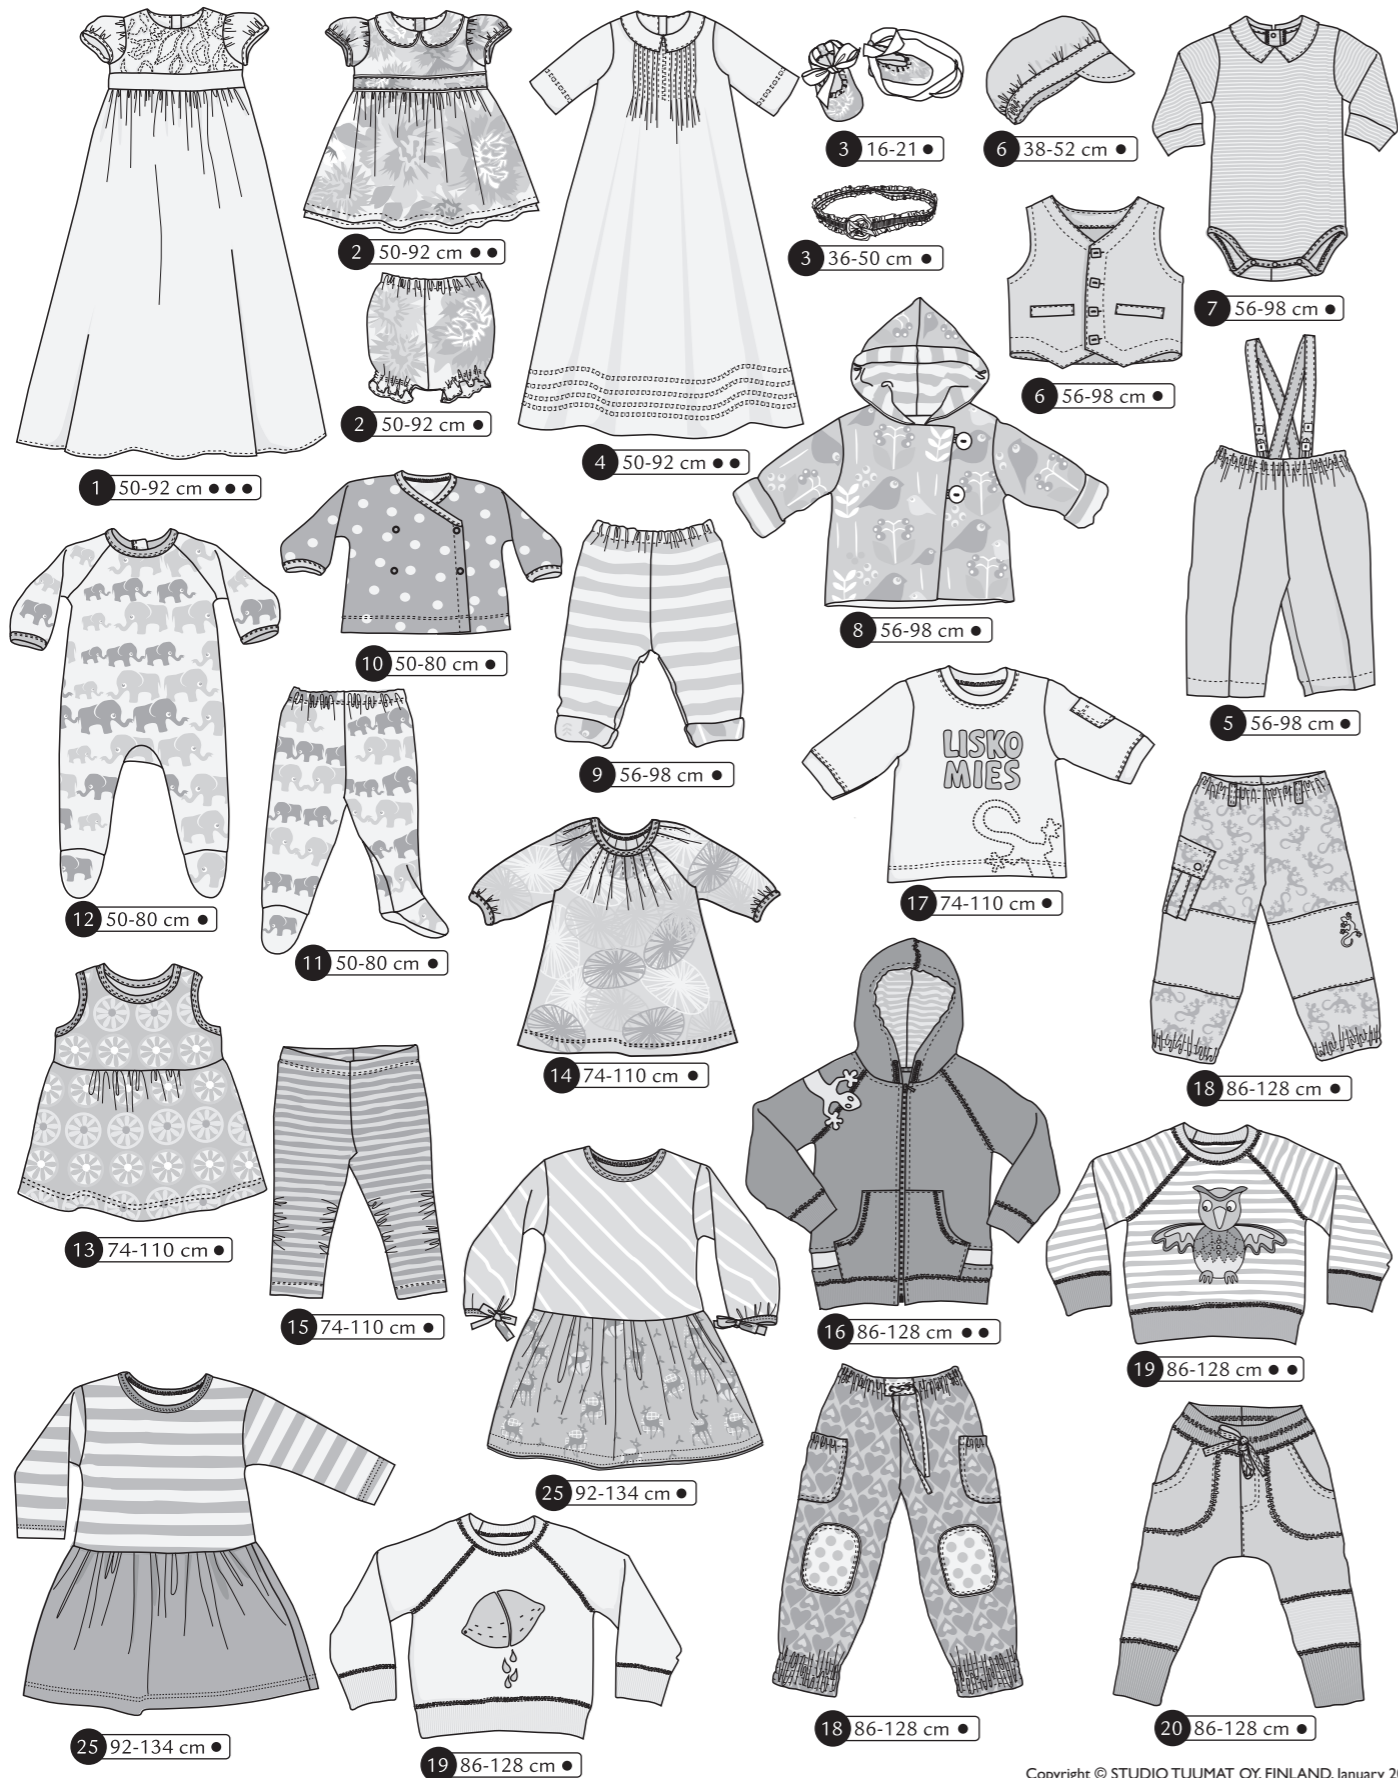 3 16-21 ●
6 38-52 cm ●
2 50-92 cm ●●
3 36-50 cm ●
7 56-98 cm ●
6 56-98 cm ●
2 50-92 cm ●
4 50-92 cm ●●
1 50-92 cm ●●●
8 56-98 cm ●
10 50-80 cm ●
5 56-98 cm ●
LISKO
MIES
9 56-98 cm ●
17 74-110 cm ●
12 50-80 cm ●
11 50-80 cm ●
14 74-110 cm ●
18 86-128 cm ●
13 74-110 cm ●
15 74-110 cm ●
16 86-128 cm ●●
19 86-128 cm ●●
25 92-134 cm ●
25 92-134 cm ●
19 86-128 cm ●
18 86-128 cm ●
20 86-128 cm ●
Copyright © STUDIO TUUMAT OY, FINLAND, January